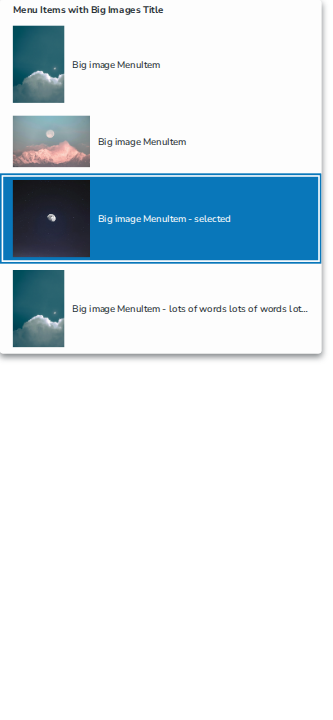 Menu Items with Big Images Title
Big image MenuItem
Big image MenuItem
Big image MenuItem - selected
Big image MenuItem - lots of words lots of words lot...